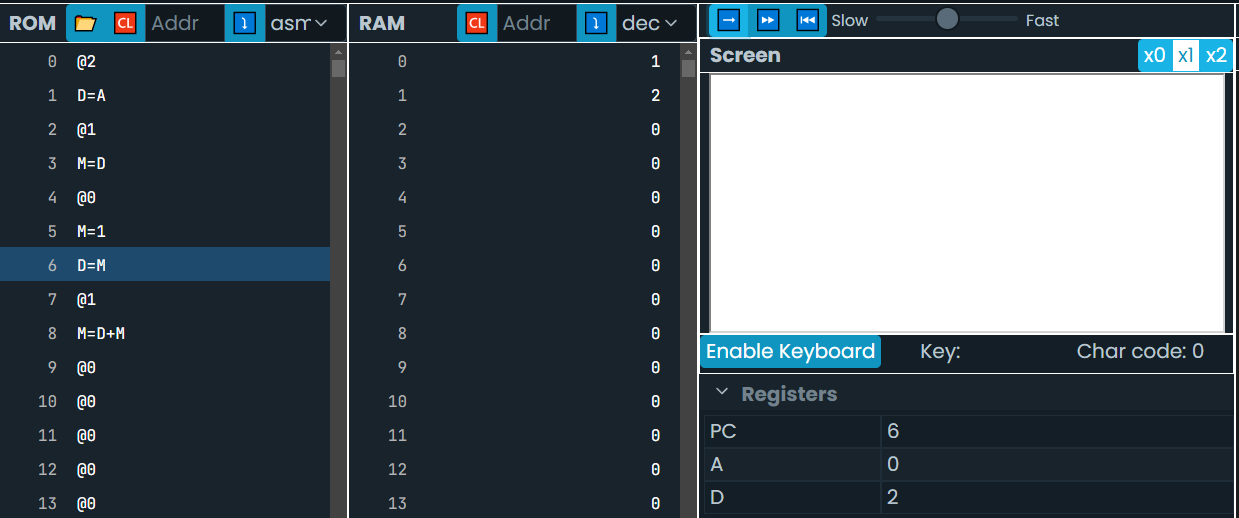 ROM CL Addr asm RAM CL Addr dec Slow Fast
0 @2 0 1 Screen x0 x1 x2
1 D=A 1 2
2 @1 2 0
3 M=D 3 0
4 @0 4 0
5 M=1 5 0
6 D=M 6 0
7 @1 7 0
8 M=D+M 8 0
9 @0 9 0 Enable Keyboard Key: Char code: 0
10 @0 10 0 Registers
11 @0 11 0 PC 6
12 @0 12 0 A 0
13 @0 13 0 D 2